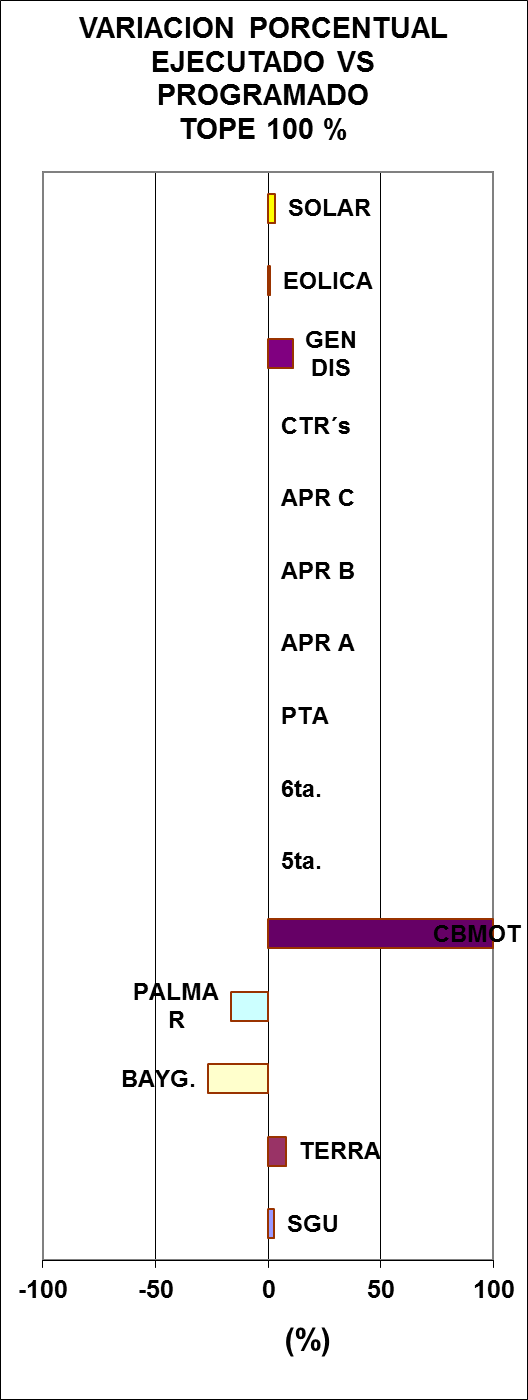 VARIACION PORCENTUAL
EJECUTADO VS
PROGRAMADO
TOPE 100 %
SOLAR
EOLICA
GEN
DIS
CTR´s
APR C
APR B
APR A
PTA
6ta.
5ta.
CBMOT
PALMA
R
BAYG.
TERRA
SGU
-100 -50 0 50 100
(%)